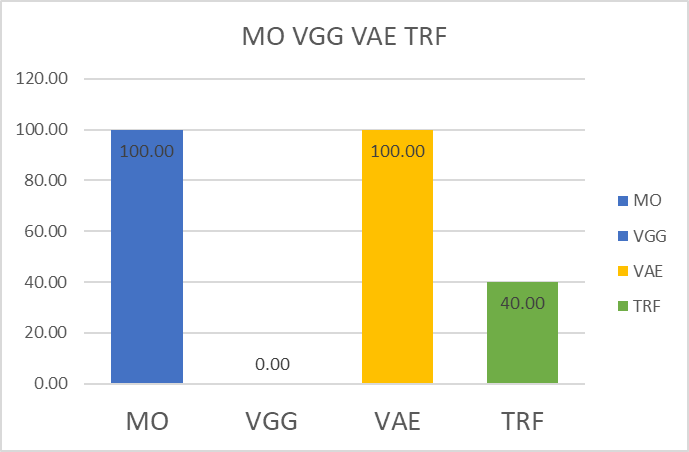 MO VGG VAE TRF
120.00
100.00
80.00
60.00
40.00
20.00
0.00
100.00
0.00
100.00
40.00
MO
VGG
VAE
TRF
MO
VGG
VAE
TRF